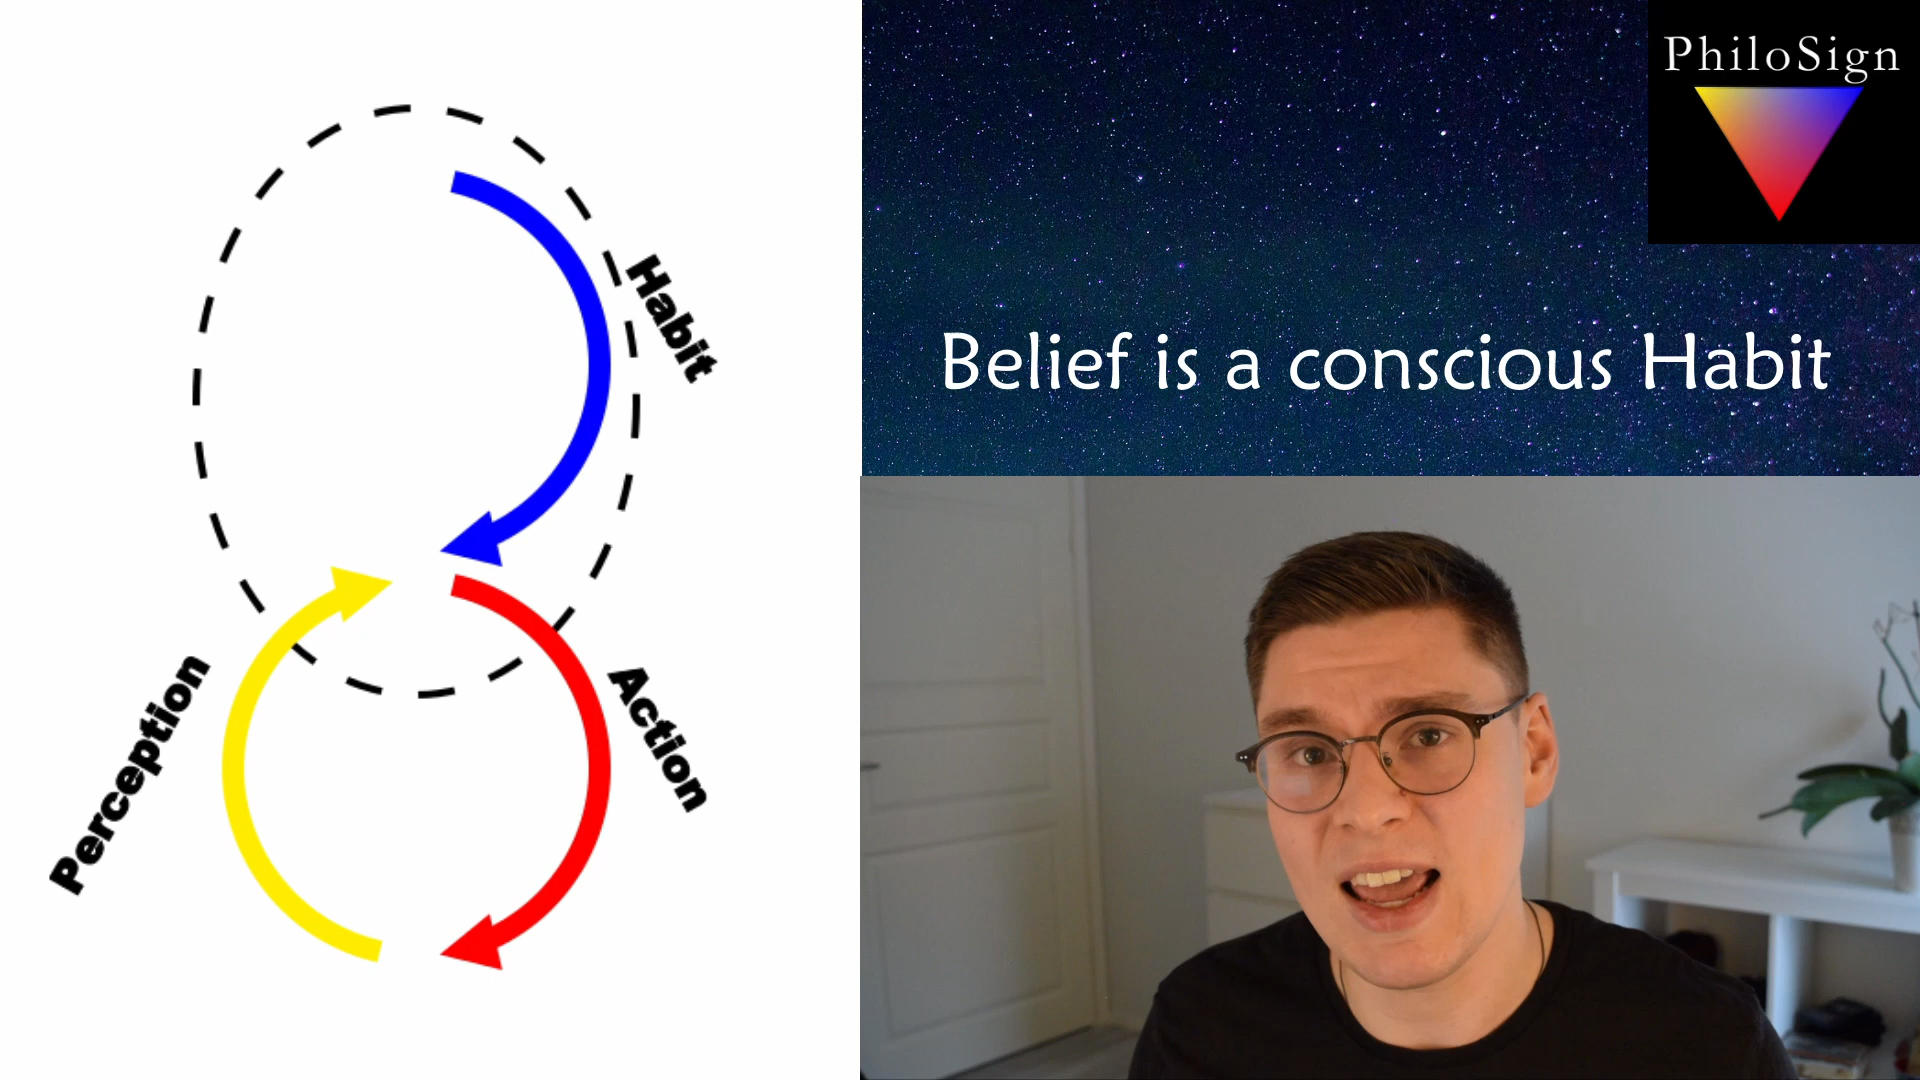 Habit
Perception
Action
PhiloSign
Belief is a conscious Habit